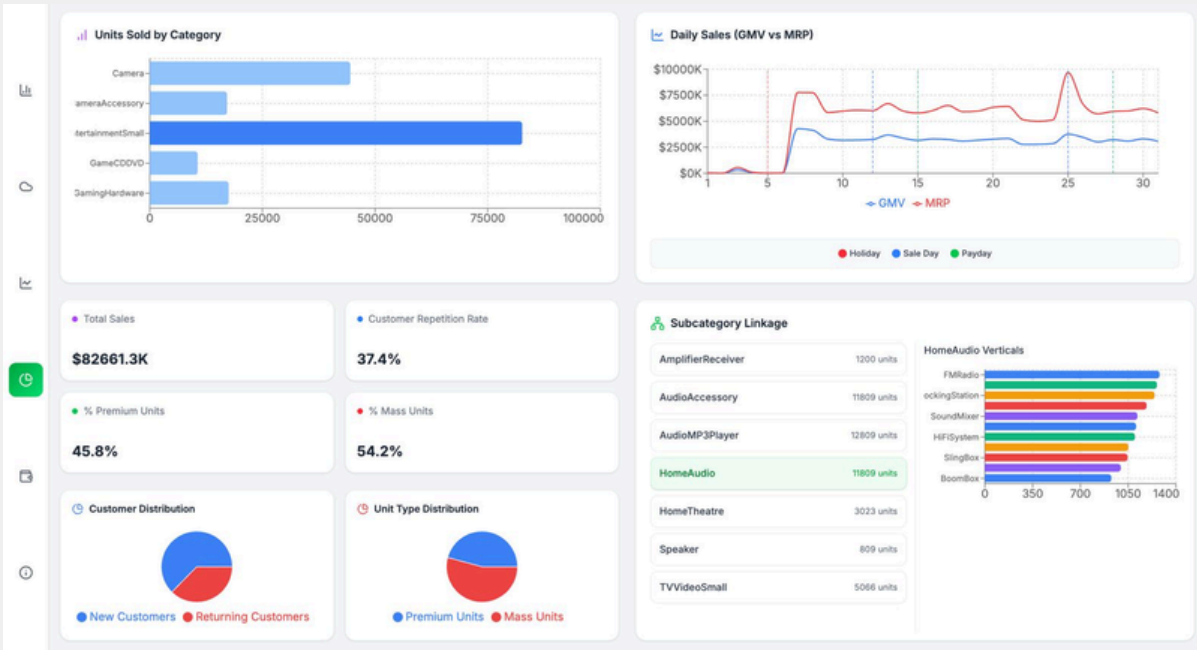 Units Sold by Category
Camera
ameraAccessory
tertainmentSmall
GameCDDVD
GamingHardware
0 25000 50000 75000 100000
Daily Sales (GMV vs MRP)
$10000K
$7500K
$5000K
$2500K
$0K
1 5 10 15 20 25 30
GMV MRP
Holiday Sale Day Payday
Total Sales
$82661.3K
Customer Repetition Rate
37.4%
% Premium Units
45.8%
% Mass Units
54.2%
Customer Distribution
New Customers Returning Customers
Unit Type Distribution
Premium Units Mass Units
Subcategory Linkage
AmplifierReceiver 1200 units
AudioAccessory 11809 units
AudioMP3Player 12809 units
HomeAudio 11809 units
HomeTheatre 3023 units
Speaker 809 units
TVVideoSmall 5066 units
HomeAudio Verticals
FMRadio
ockingStation
SoundMixer
HiFiSystem
SlingBox
BoomBox
0 350 700 1050 1400